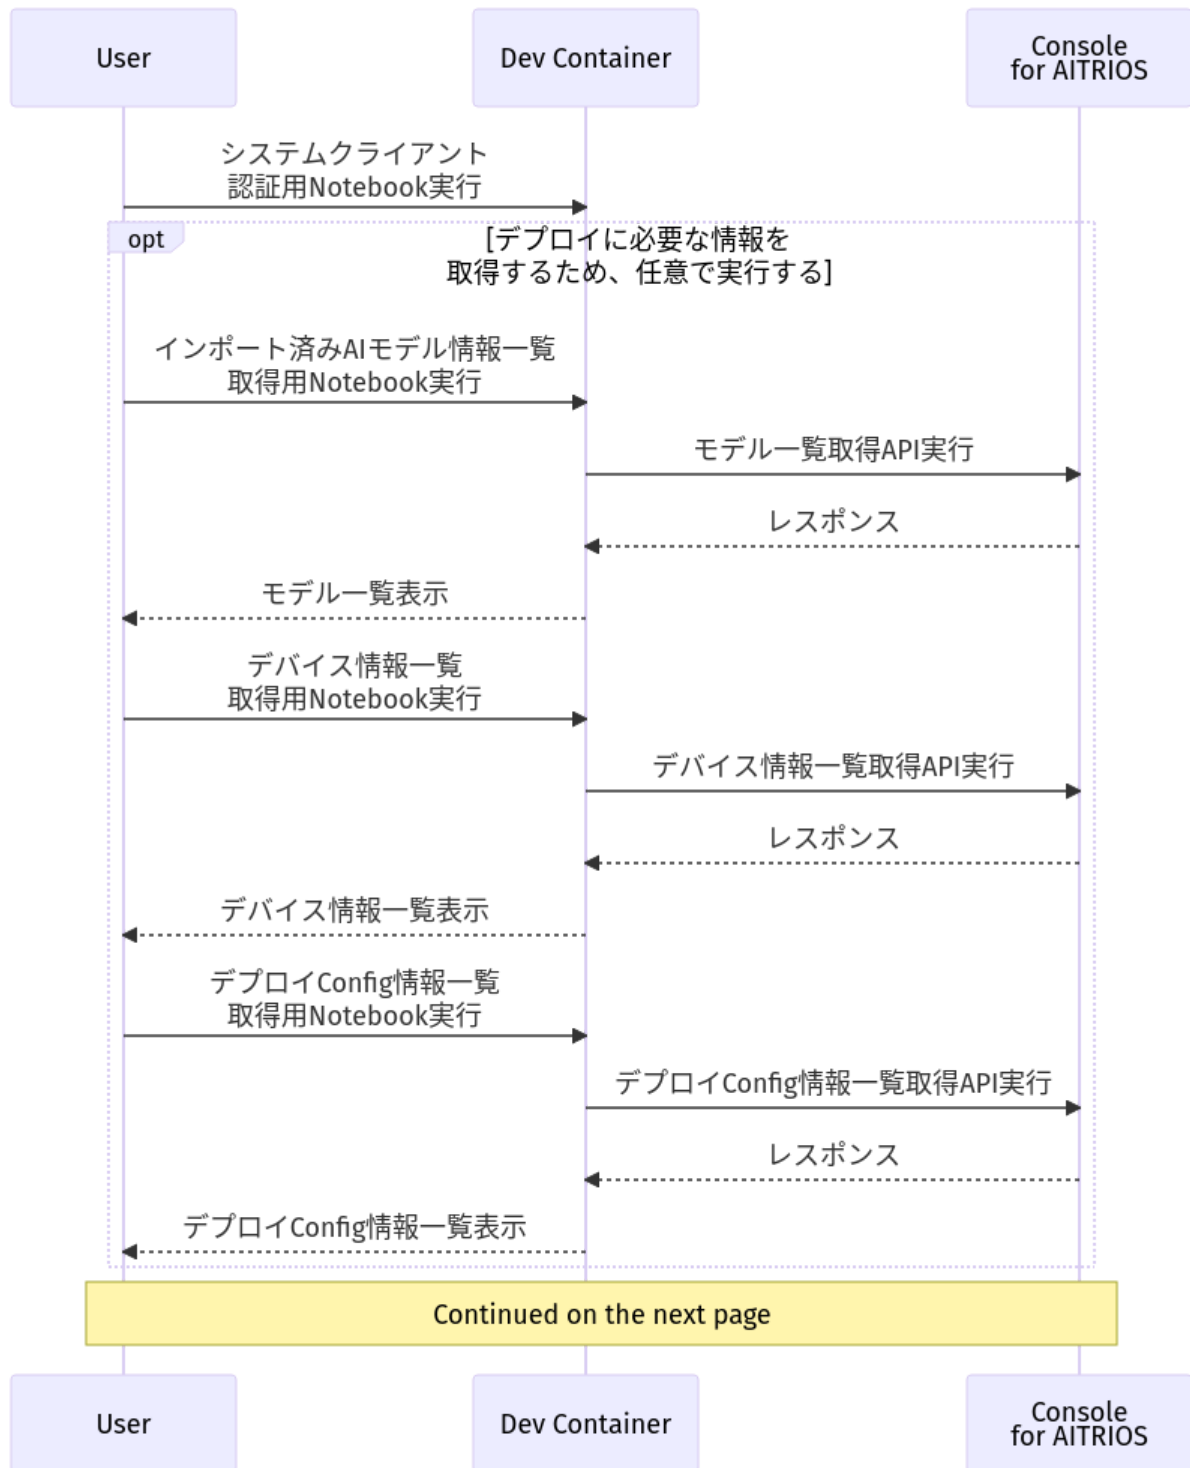 User
Dev Container
Console
for AITRIOS
システムクライアント
認証用Notebook実行
opt
[デプロイに必要な情報を
取得するため、任意で実行する]
インポート済みAIモデル情報一覧
取得用Notebook実行
モデル一覧取得API実行
レスポンス
モデル一覧表示
デバイス情報一覧
取得用Notebook実行
デバイス情報一覧取得API実行
レスポンス
デバイス情報一覧表示
デプロイConfig情報一覧
取得用Notebook実行
デプロイConfig情報一覧取得API実行
レスポンス
デプロイConfig情報一覧表示
Continued on the next page
User
Dev Container
Console
for AITRIOS